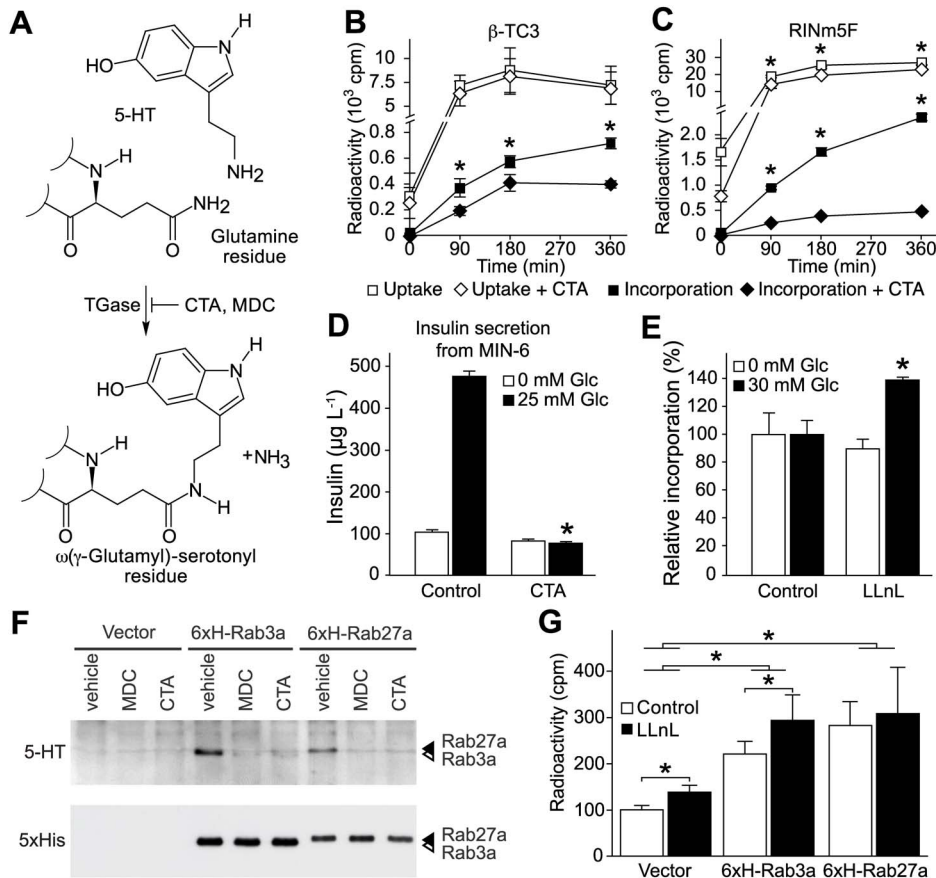 A
H
N
HO
5-HT
NH2
H
N
NH2
O
O
Glutamine
residue
TGase
CTA, MDC
H
N
HO
H
N
+NH3
N
H
O
O
ω(γ-Glutamyl)-serotonyl
residue
B
β-TC3
Radioactivity (10³ cpm)
10
7.5
5.0
0.8
0.6
0.4
0.2
0
0 90 180 270 360
Time (min)
* * *
C
RINm5F
Radioactivity (10³ cpm)
30
20
10
2.0
1.5
1.0
0.5
0
0 90 180 270 360
Time (min)
* * *
* * *
Uptake Uptake + CTA Incorporation Incorporation + CTA
D
Insulin secretion
from MIN-6
Insulin (µg L⁻¹)
500
400
300
200
100
0
0 mM Glc
25 mM Glc
*
Control CTA
E
Relative incorporation (%)
140
120
100
80
60
40
20
0
0 mM Glc
30 mM Glc
*
Control LLnL
F
Vector 6xH-Rab3a 6xH-Rab27a
vehicle MDC CTA vehicle MDC CTA vehicle MDC CTA
5-HT
Rab27a
Rab3a
5xHis
Rab27a
Rab3a
G
Radioactivity (cpm)
400
300
200
100
0
Control
LLnL
*
*
*
*
Vector 6xH-Rab3a 6xH-Rab27a